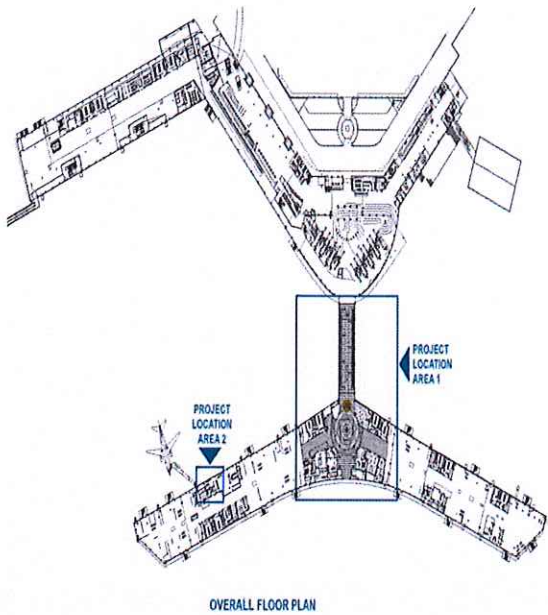 PROJECT
LOCATION
AREA 1
PROJECT
LOCATION
AREA 2
OVERALL FLOOR PLAN